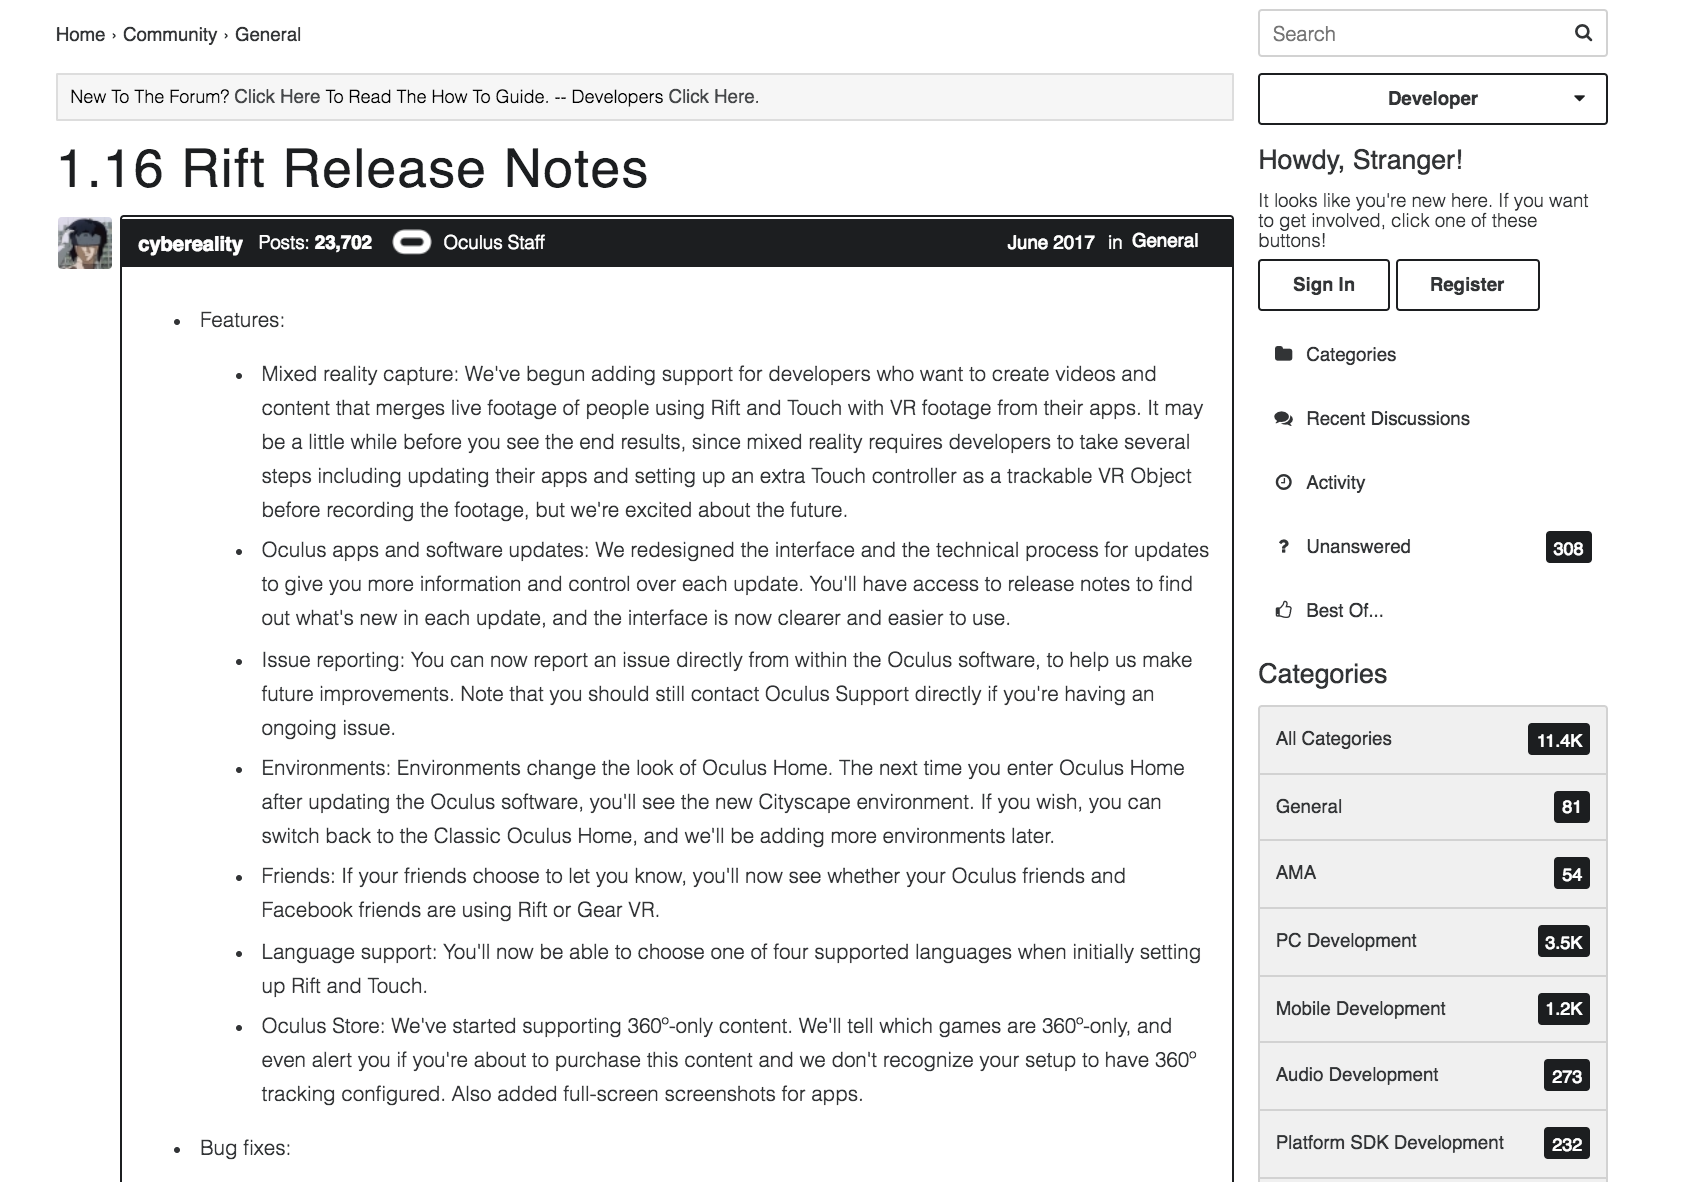 Home › Community › General
New To The Forum? Click Here To Read The How To Guide. -- Developers Click Here.
1.16 Rift Release Notes
cybereality Posts: 23,702 Oculus Staff June 2017 in General
• Features:
• Mixed reality capture: We've begun adding support for developers who want to create videos and
content that merges live footage of people using Rift and Touch with VR footage from their apps. It may
be a little while before you see the end results, since mixed reality requires developers to take several
steps including updating their apps and setting up an extra Touch controller as a trackable VR Object
before recording the footage, but we're excited about the future.
• Oculus apps and software updates: We redesigned the interface and the technical process for updates
to give you more information and control over each update. You'll have access to release notes to find
out what's new in each update, and the interface is now clearer and easier to use.
• Issue reporting: You can now report an issue directly from within the Oculus software, to help us make
future improvements. Note that you should still contact Oculus Support directly if you're having an
ongoing issue.
• Environments: Environments change the look of Oculus Home. The next time you enter Oculus Home
after updating the Oculus software, you'll see the new Cityscape environment. If you wish, you can
switch back to the Classic Oculus Home, and we'll be adding more environments later.
• Friends: If your friends choose to let you know, you'll now see whether your Oculus friends and
Facebook friends are using Rift or Gear VR.
• Language support: You'll now be able to choose one of four supported languages when initially setting
up Rift and Touch.
• Oculus Store: We've started supporting 360º-only content. We'll tell which games are 360º-only, and
even alert you if you're about to purchase this content and we don't recognize your setup to have 360º
tracking configured. Also added full-screen screenshots for apps.
• Bug fixes:
Search
Developer
Howdy, Stranger!
It looks like you're new here. If you want
to get involved, click one of these
buttons!
Sign In Register
Categories
Recent Discussions
Activity
? Unanswered 308
Best Of...
Categories
All Categories 11.4K
General 81
AMA 54
PC Development 3.5K
Mobile Development 1.2K
Audio Development 273
Platform SDK Development 232